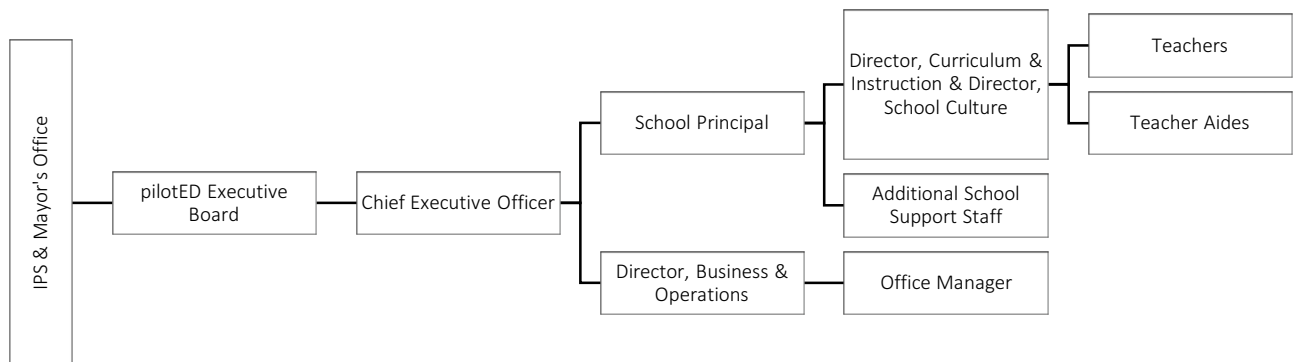 IPS & Mayor's Office
pilotED Executive
Board
Chief Executive Officer
School Principal
Director, Business &
Operations
Director, Curriculum &
Instruction & Director,
School Culture
Additional School
Support Staff
Office Manager
Teachers
Teacher Aides